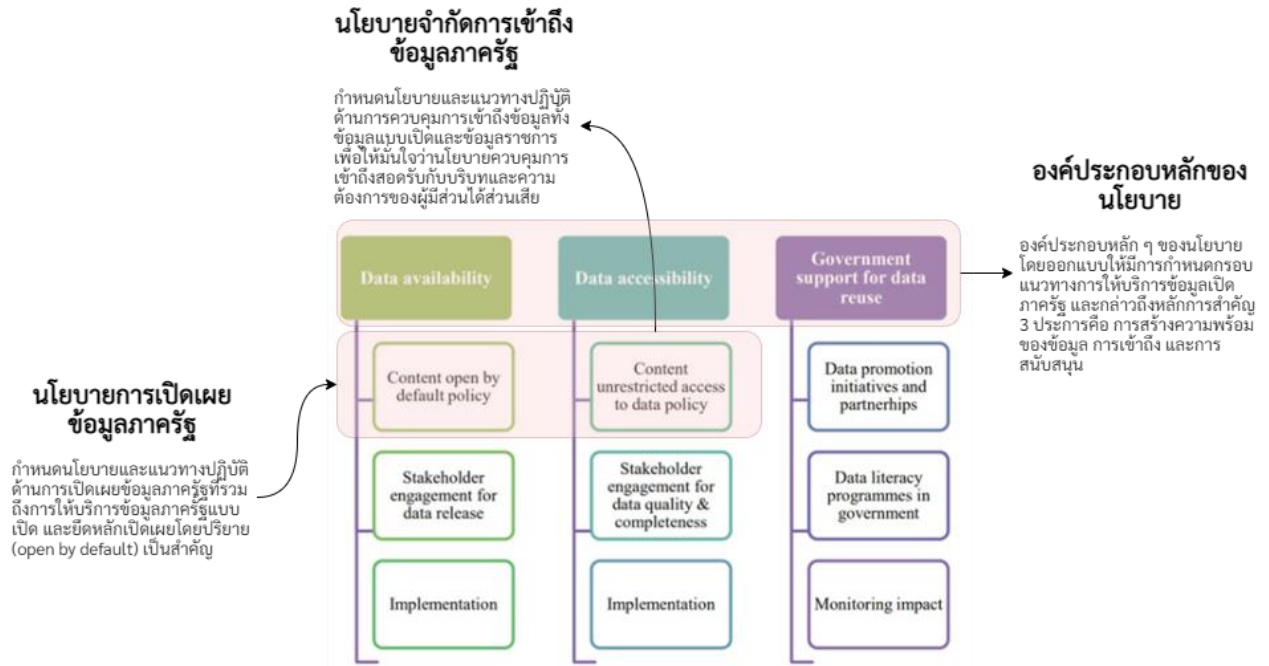 นโยบายจำกัดการเข้าถึง
ข้อมูลภาครัฐ
กำหนดนโยบายและแนวทางปฏิบัติ
ด้านการควบคุมการเข้าถึงข้อมูลทั้ง
ข้อมูลแบบเปิดและข้อมูลราชการ
เพื่อให้มั่นใจว่านโยบายควบคุมการ
เข้าถึงสอดรับกับบริบทและความ
ต้องการของผู้มีส่วนได้ส่วนเสีย
องค์ประกอบหลักของ
นโยบาย
องค์ประกอบหลัก ๆ ของนโยบาย
โดยออกแบบให้มีการกำหนดกรอบ
แนวทางการให้บริการข้อมูลเปิด
ภาครัฐ และกล่าวถึงหลักการสำคัญ
3 ประการคือ การสร้างความพร้อม
ของข้อมูล การเข้าถึง และการ
สนับสนุน
นโยบายการเปิดเผย
ข้อมูลภาครัฐ
กำหนดนโยบายและแนวทางปฏิบัติ
ด้านการเปิดเผยข้อมูลภาครัฐที่รวม
ถึงการให้บริการข้อมูลภาครัฐแบบ
เปิด และยึดหลักเปิดเผยโดยปริยาย
(open by default) เป็นสำคัญ
Data availability
Content open by
default policy
Stakeholder
engagement for
data release
Implementation
Data accessibility
Content
unrestricted access
to data policy
Stakeholder
engagement for
data quality &
completeness
Implementation
Government
support for data
reuse
Data promotion
initiatives and
partnerhips
Data literacy
programmes in
government
Monitoring impact